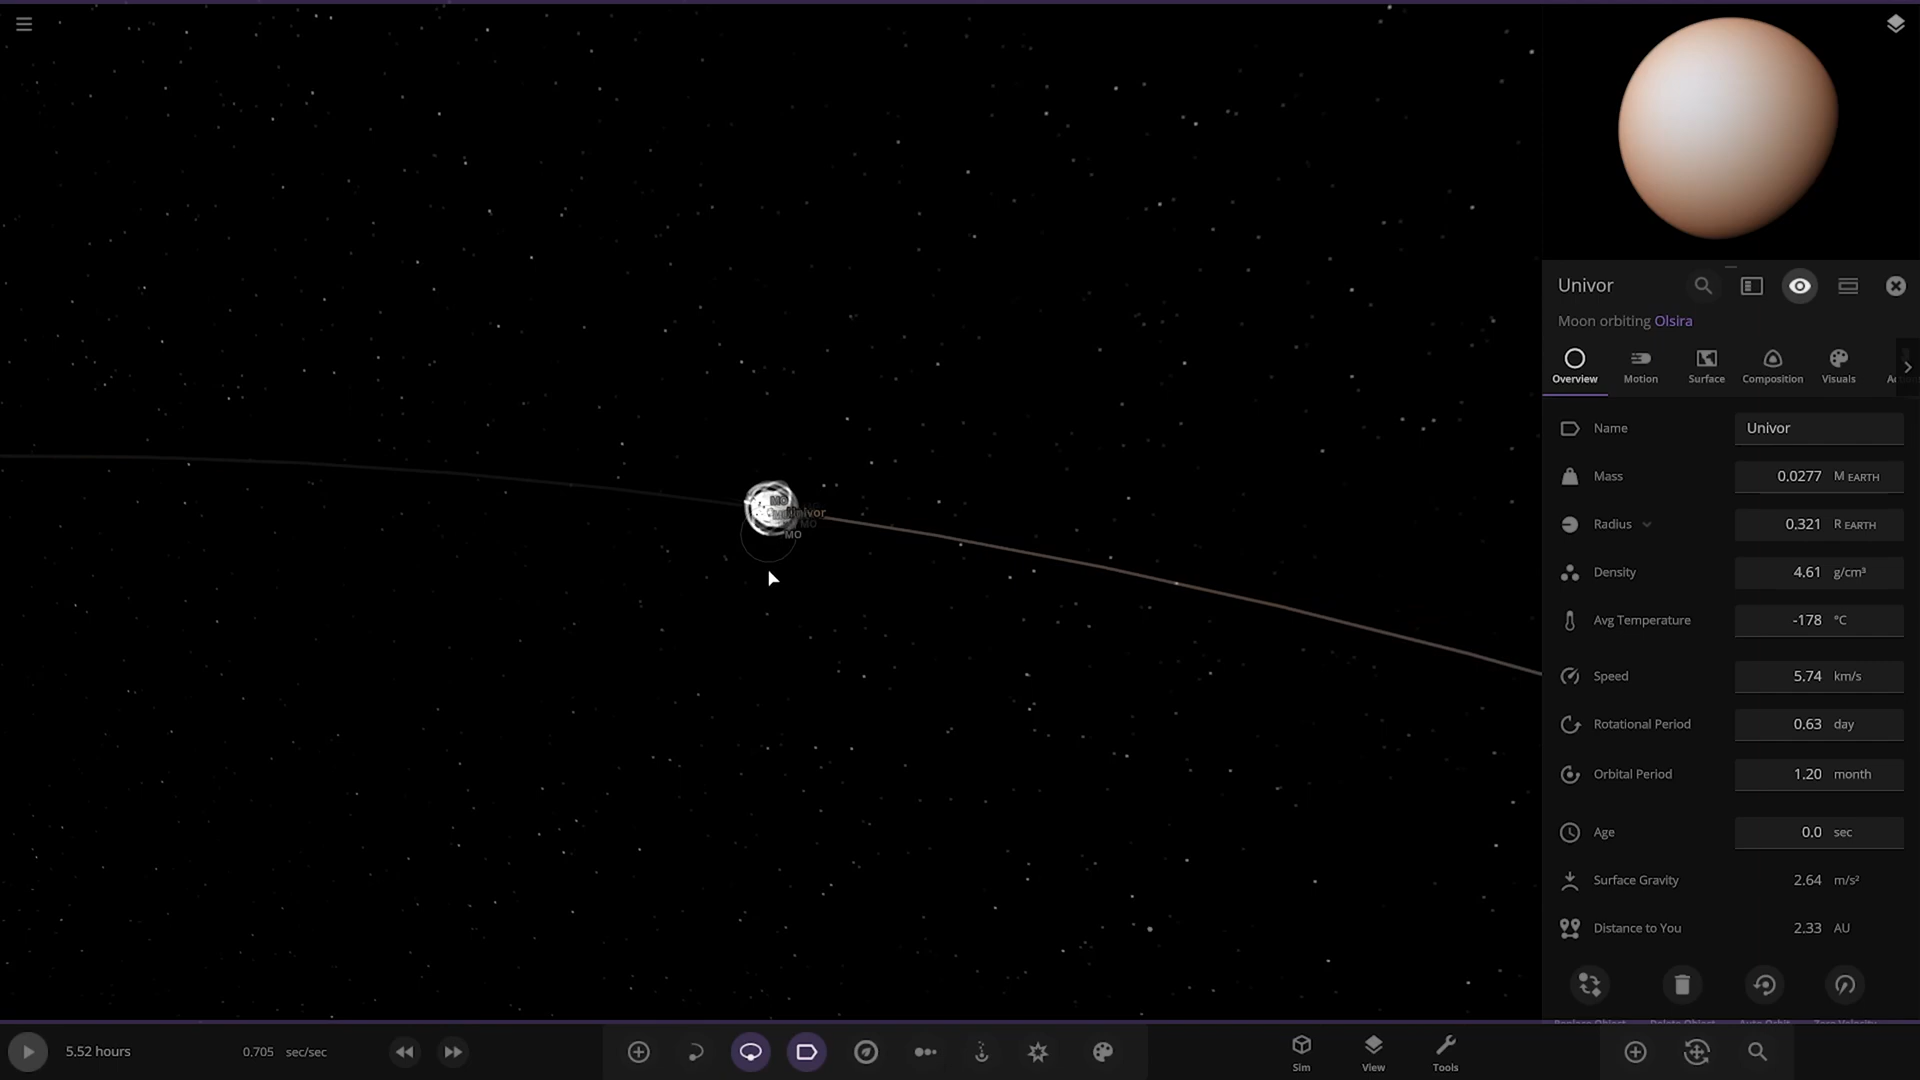 Univor
Moon orbiting Olsira
Overview
Motion
Surface
Composition
Visuals
Name
Univor
Mass
0.0277 M EARTH
Radius
0.321 R EARTH
Density
4.61 g/cm³
Avg Temperature
-178 °C
Speed
5.74 km/s
Rotational Period
0.63 day
Orbital Period
1.20 month
Age
0.0 sec
Surface Gravity
2.64 m/s²
Distance to You
2.33 AU
MO
MO
MO
5.52 hours
0.705 sec/sec
Sim
View
Tools